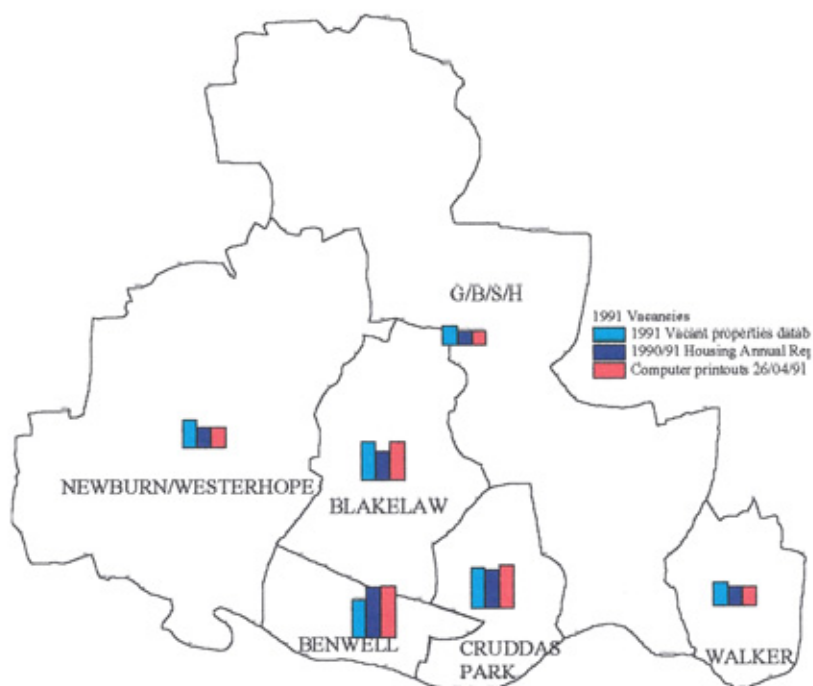 G/B/S/H
1991 Vacancies
1991 Vacant properties datab
1990/91 Housing Annual Rep
Computer printouts 26/04/91
NEWBURN/WESTERHOPE
BLAKELAW
BENWELL
CRUDDAS
PARK
WALKER